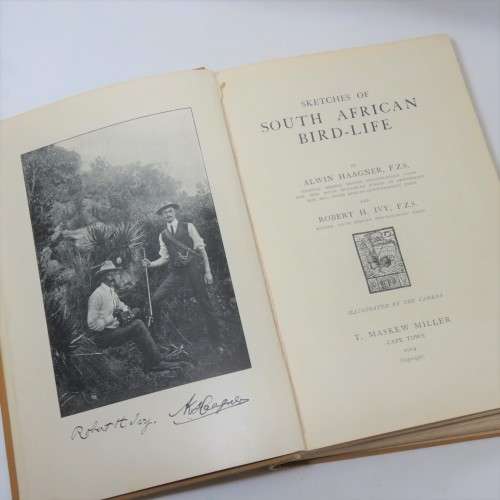 Robert H. Ivy.
A Haagner
SKETCHES OF
SOUTH AFRICAN
BIRD-LIFE
BY
ALWIN HAAGNER, F.Z.S.
AND
ROBERT H. IVY, F.Z.S.
ILLUSTRATED BY THE CAMERA
T. MASKEW MILLER
CAPE TOWN
1914